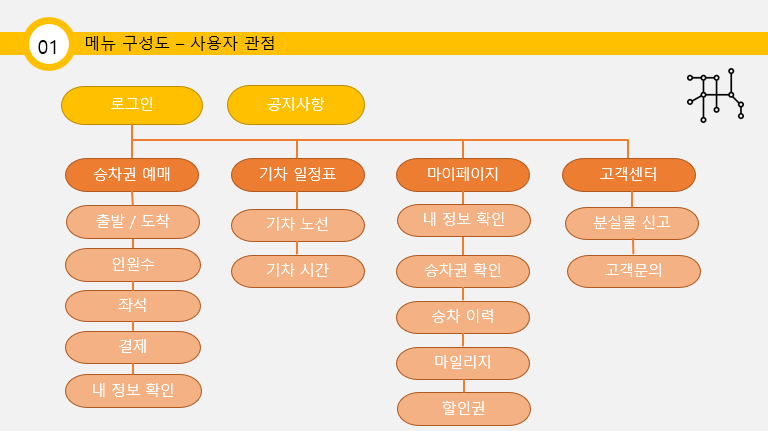 01
메뉴 구성도 – 사용자 관점
로그인
공지사항
승차권 예매
기차 일정표
마이페이지
고객센터
출발 / 도착
기차 노선
내 정보 확인
분실물 신고
인원수
기차 시간
승차권 확인
고객문의
좌석
승차 이력
결제
마일리지
내 정보 확인
할인권